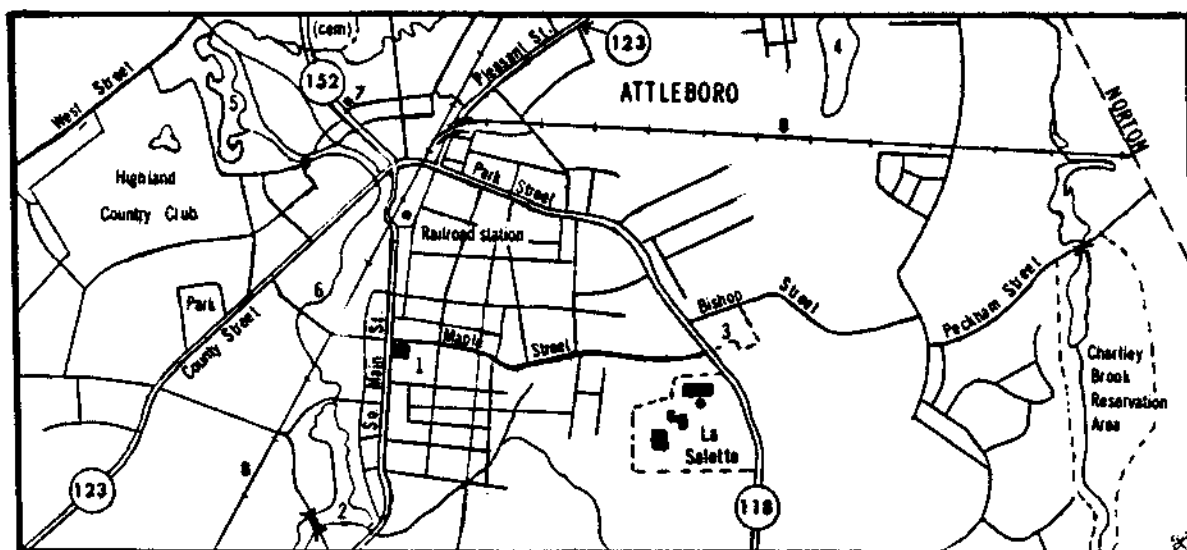 (cem)
123
Pleasant St.
4
152
7
ATTLEBORO
NORTON
West Street
5
8
Highland
Country Club
Park Street
Railroad station
6
Park
County Street
Bishop Street
3
Peckham Street
Maple Street
So. Main St.
1
Chartley
Brook
Reservation
Area
La
Salette
8
123
2
118